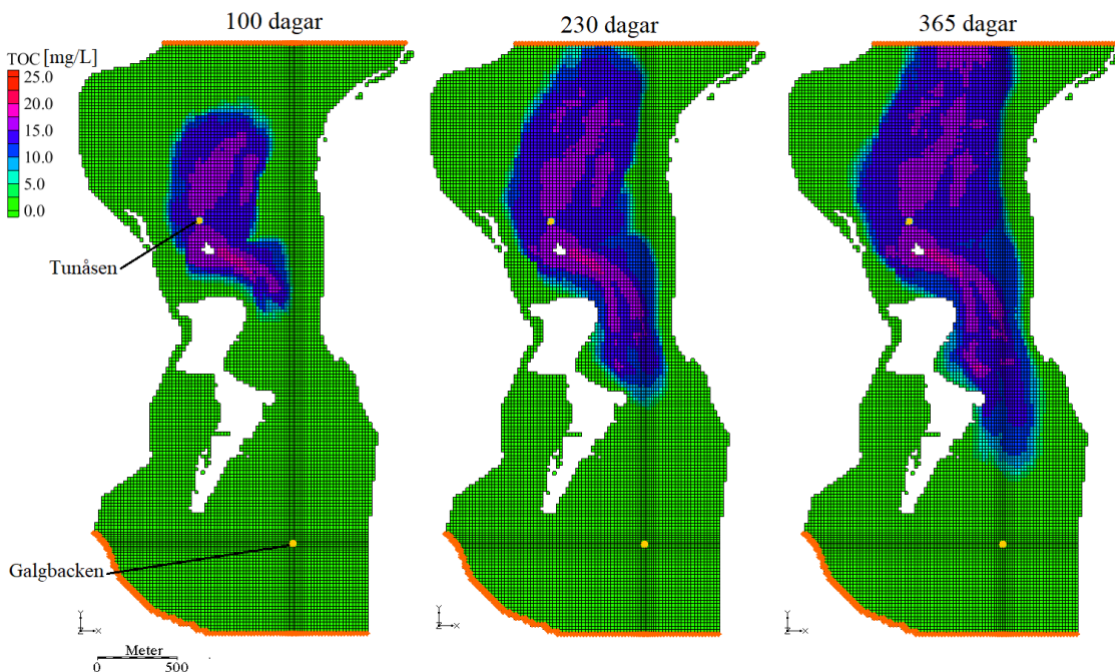 100 dagar
230 dagar
365 dagar
TOC [mg/L]
25.0
20.0
15.0
10.0
5.0
0.0
Tunåsen
Galgbacken
Y
Z X
Y
Z X
Y
Z X
Meter
0 500